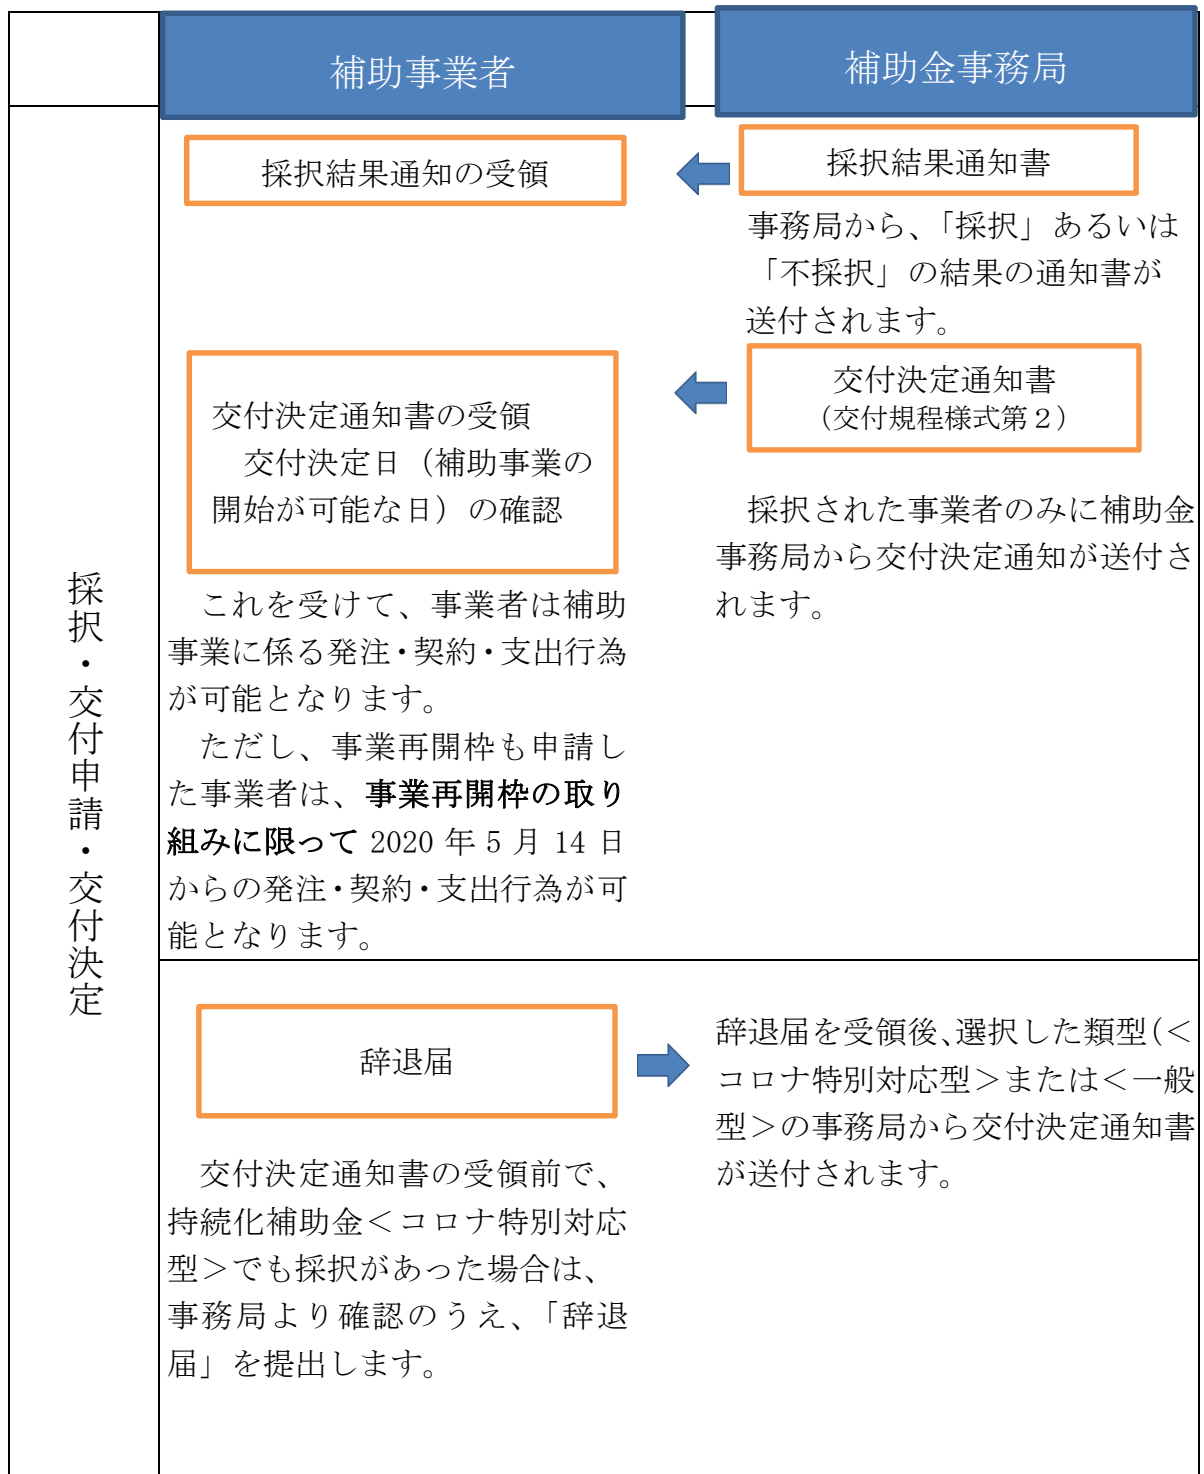 補助事業者
補助金事務局
採択・交付申請・交付決定
採択結果通知の受領
採択結果通知書
事務局から、「採択」あるいは
「不採択」の結果の通知書が
送付されます。
交付決定通知書の受領
交付決定日（補助事業の
開始が可能な日）の確認
交付決定通知書
（交付規程様式第２）
採択された事業者のみに補助金
事務局から交付決定通知が送付さ
れます。
これを受けて、事業者は補助
事業に係る発注・契約・支出行為
が可能となります。
ただし、事業再開枠も申請し
た事業者は、事業再開枠の取り
組みに限って 2020 年 5 月 14 日
からの発注・契約・支出行為が可
能となります。
辞退届
交付決定通知書の受領前で、
持続化補助金＜コロナ特別対応
型＞でも採択があった場合は、
事務局より確認のうえ、「辞退
届」を提出します。
辞退届を受領後、選択した類型（＜
コロナ特別対応型＞または＜一般
型＞の事務局から交付決定通知書
が送付されます。